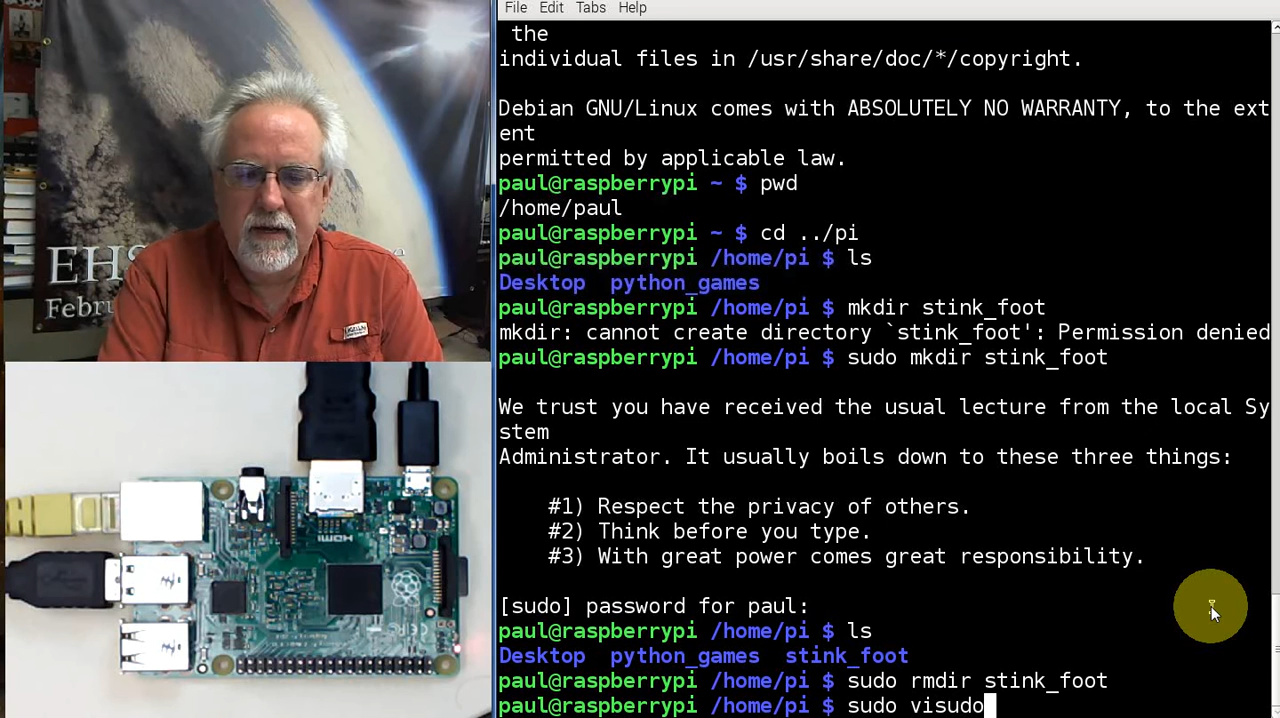 File Edit Tabs Help
the
individual files in /usr/share/doc/*/copyright.
Debian GNU/Linux comes with ABSOLUTELY NO WARRANTY, to the ext
ent
permitted by applicable law.
paul@raspberrypi ~ $ pwd
/home/paul
paul@raspberrypi ~ $ cd ../pi
paul@raspberrypi /home/pi $ ls
Desktop python_games
paul@raspberrypi /home/pi $ mkdir stink_foot
mkdir: cannot create directory `stink_foot': Permission denied
paul@raspberrypi /home/pi $ sudo mkdir stink_foot
We trust you have received the usual lecture from the local Sy
stem
Administrator. It usually boils down to these three things:
#1) Respect the privacy of others.
#2) Think before you type.
#3) With great power comes great responsibility.
[sudo] password for paul:
paul@raspberrypi /home/pi $ ls
Desktop python_games stink_foot
paul@raspberrypi /home/pi $ sudo rmdir stink_foot
paul@raspberrypi /home/pi $ sudo visudo
EHS
HDMI